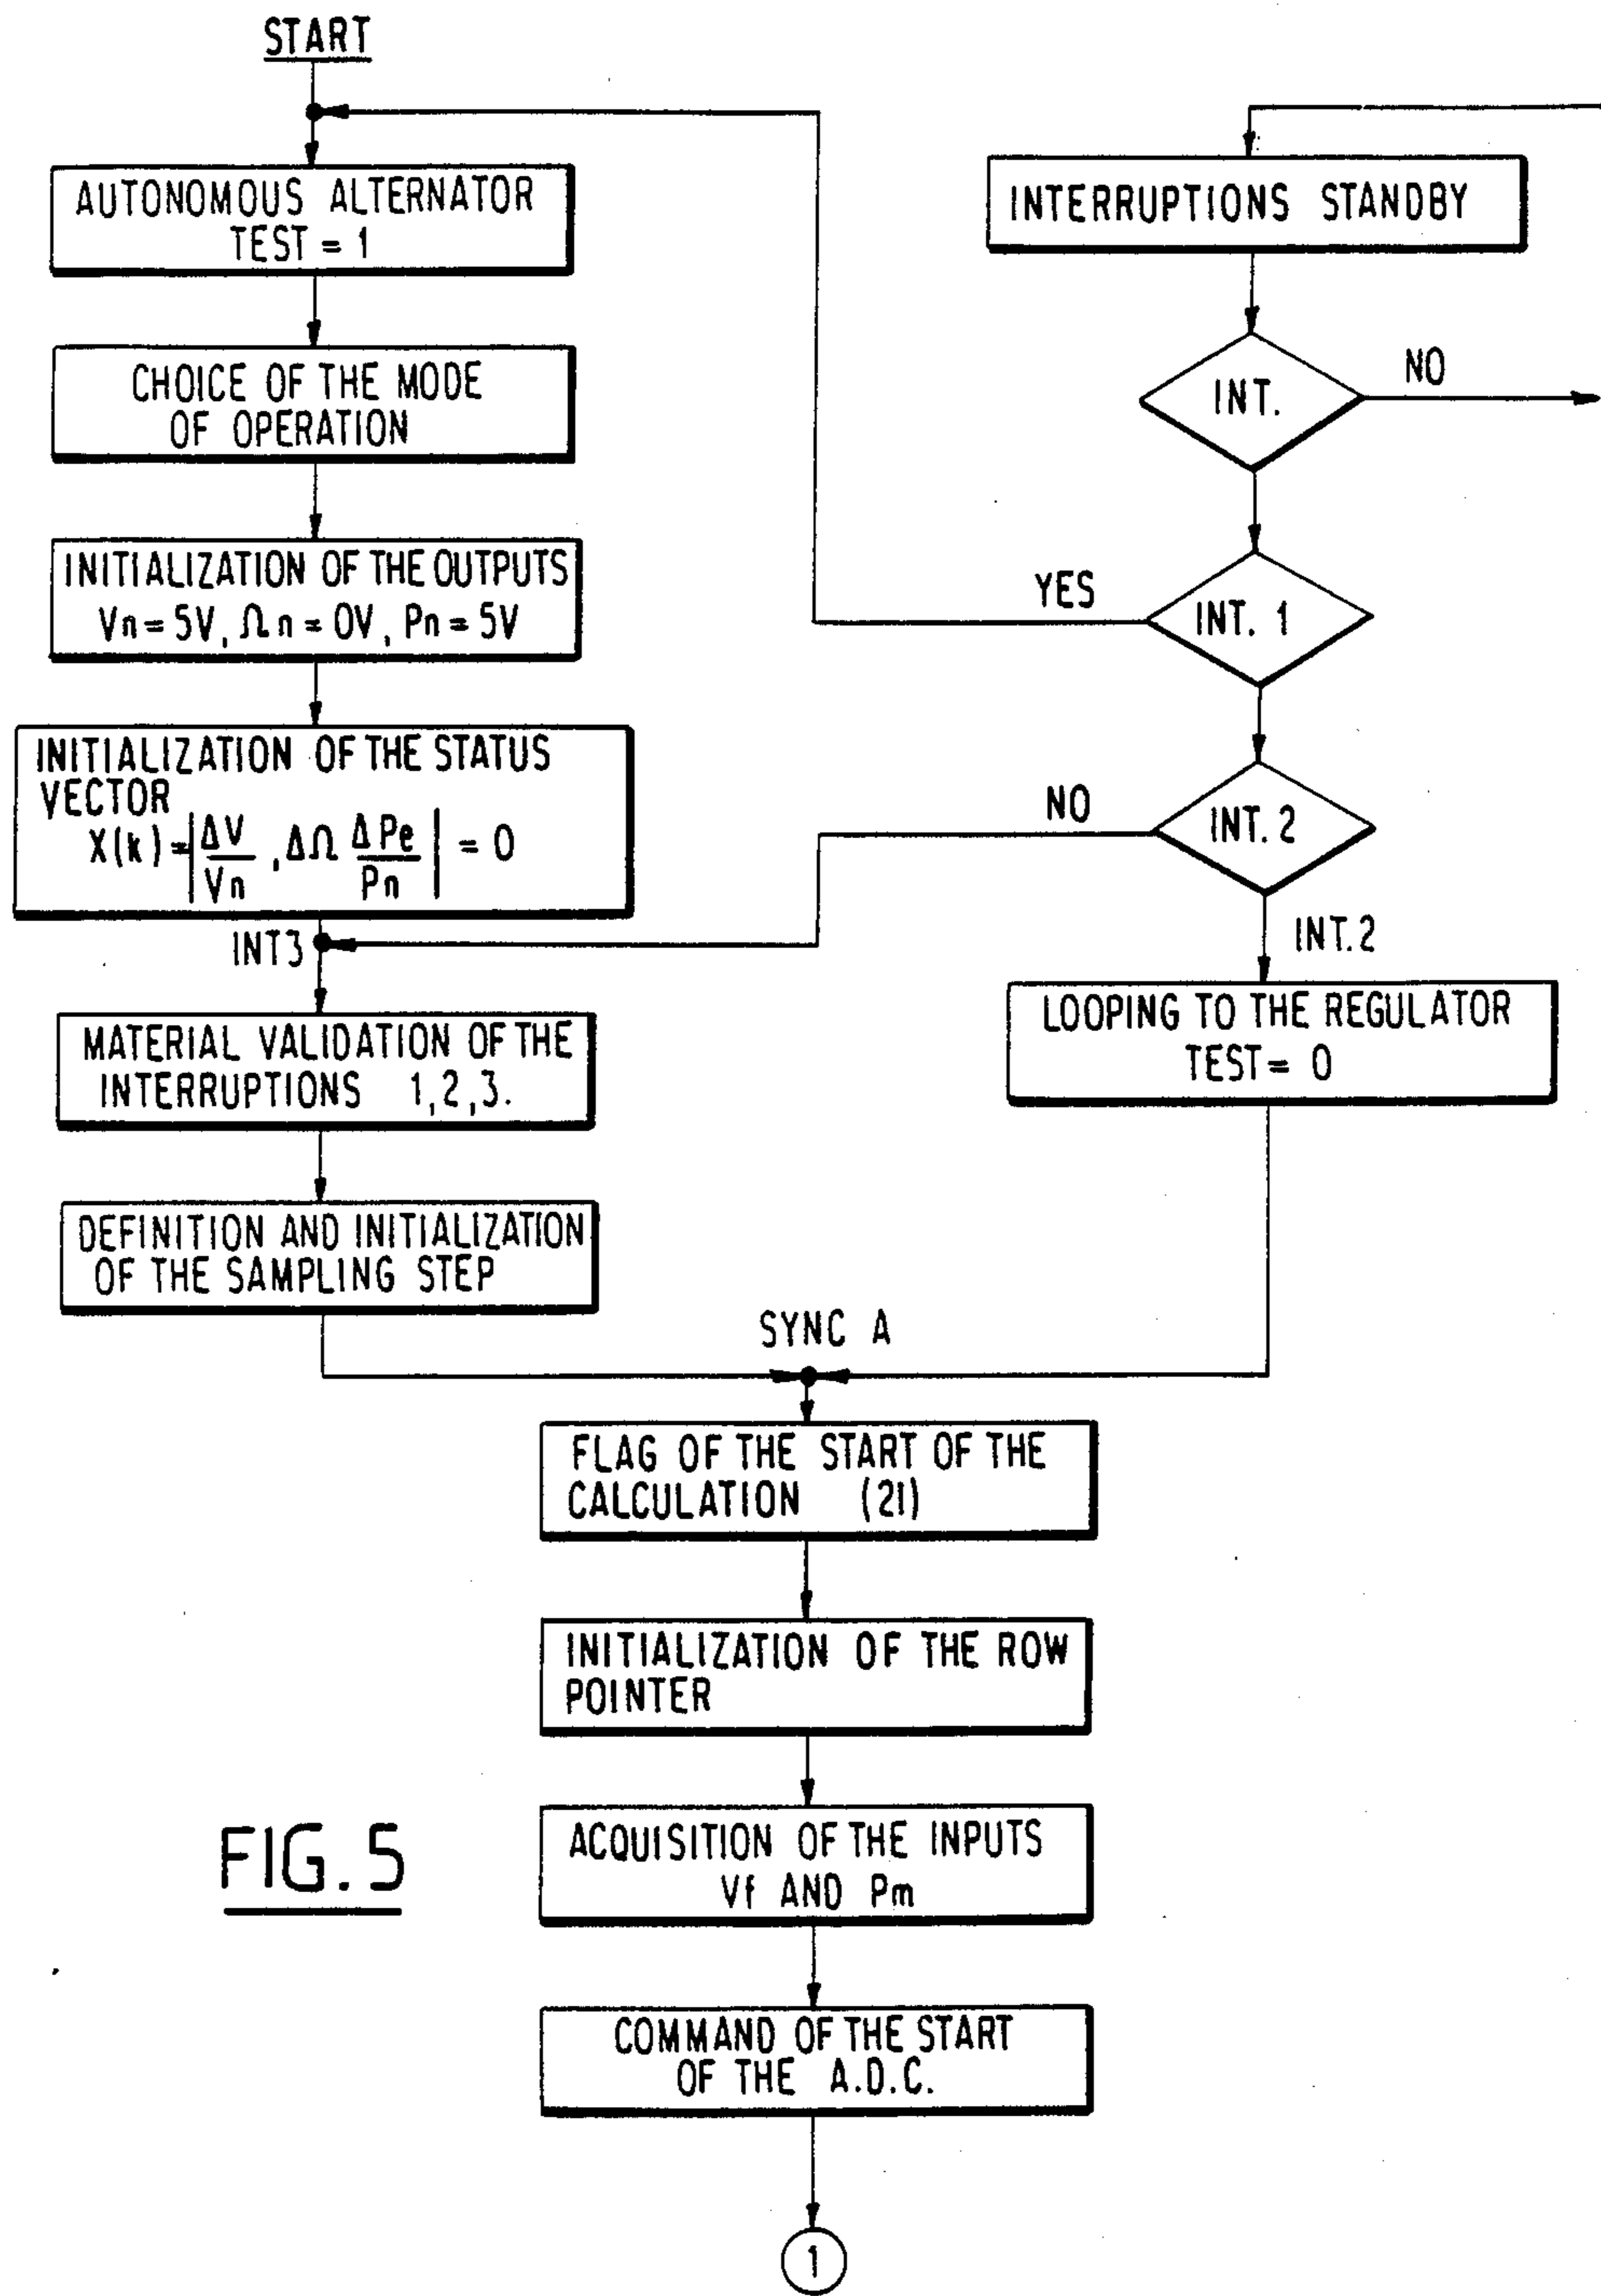 START
AUTONOMOUS ALTERNATOR
TEST = 1
CHOICE OF THE MODE
OF OPERATION
INITIALIZATION OF THE OUTPUTS
Vn = 5V, Ωn = 0V, Pn = 5V
INITIALIZATION OF THE STATUS
VECTOR
X(k) = |ΔV/Vn , ΔΩ ΔPe/Pn| = 0
INT3
MATERIAL VALIDATION OF THE
INTERRUPTIONS 1,2,3.
DEFINITION AND INITIALIZATION
OF THE SAMPLING STEP
INTERRUPTIONS STANDBY
INT.
NO
INT. 1
YES
INT. 2
NO
INT.2
LOOPING TO THE REGULATOR
TEST = 0
SYNC A
FLAG OF THE START OF THE
CALCULATION (21)
INITIALIZATION OF THE ROW
POINTER
ACQUISITION OF THE INPUTS
Vf AND Pm
COMMAND OF THE START
OF THE A.D.C.
1
FIG. 5